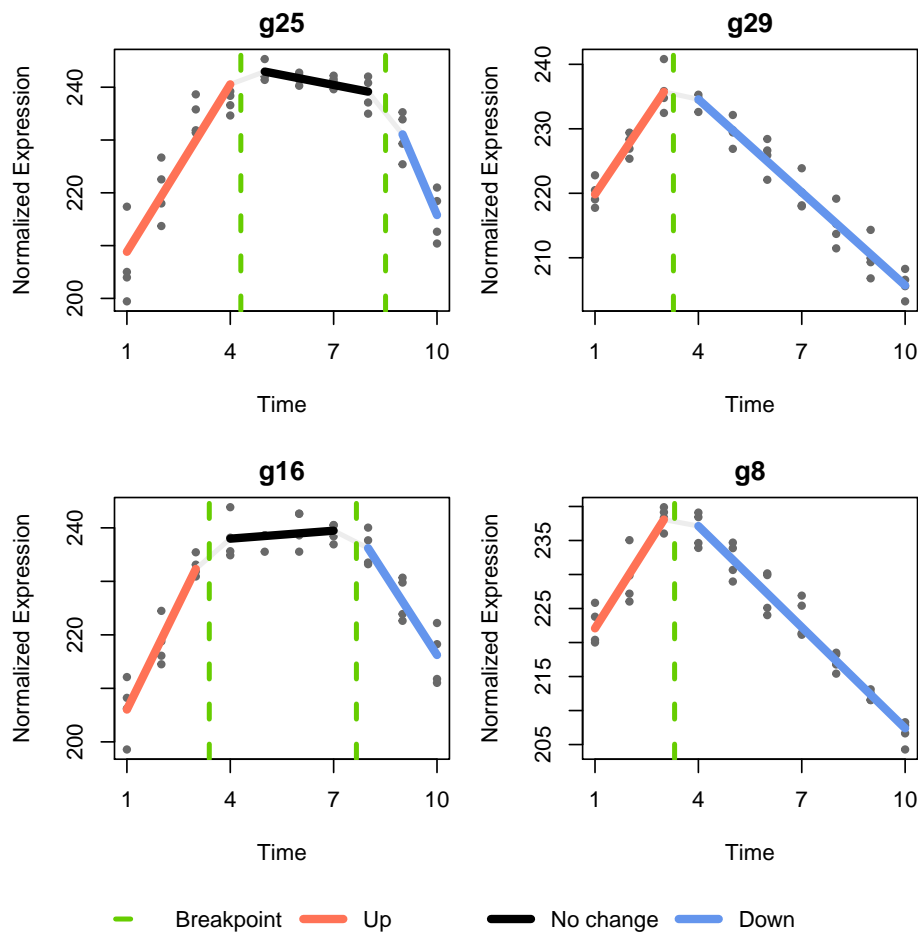 g25
Normalized Expression
240
220
200
1 4 7 10
Time
g29
Normalized Expression
240
230
220
210
1 4 7 10
Time
g16
Normalized Expression
240
220
200
1 4 7 10
Time
g8
Normalized Expression
235
225
215
205
1 4 7 10
Time
Breakpoint Up No change Down